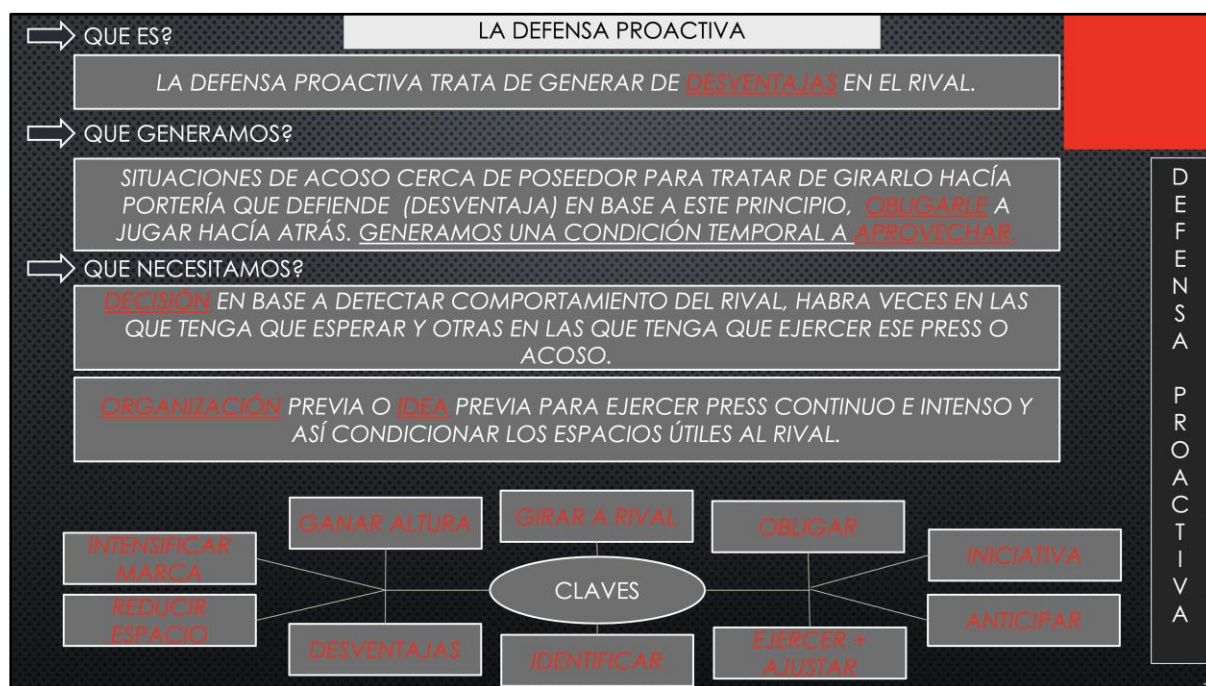 LA DEFENSA PROACTIVA
QUE ES?
LA DEFENSA PROACTIVA TRATA DE GENERAR DE DESVENTAJAS EN EL RIVAL.
QUE GENERAMOS?
SITUACIONES DE ACOSO CERCA DE POSEEDOR PARA TRATAR DE GIRARLO HACÍA
PORTERÍA QUE DEFIENDE (DESVENTAJA) EN BASE A ESTE PRINCIPIO, OBLIGARLE A
JUGAR HACÍA ATRÁS. GENERAMOS UNA CONDICIÓN TEMPORAL A APROVECHAR.
QUE NECESITAMOS?
DECISIÓN EN BASE A DETECTAR COMPORTAMIENTO DEL RIVAL, HABRA VECES EN LAS
QUE TENGA QUE ESPERAR Y OTRAS EN LAS QUE TENGA QUE EJERCER ESE PRESS O
ACOSO.
ORGANIZACIÓN PREVIA O IDEA PREVIA PARA EJERCER PRESS CONTINUO E INTENSO Y
ASÍ CONDICIONAR LOS ESPACIOS ÚTILES AL RIVAL.
INTENSIFICAR
MARCA
REDUCIR
ESPACIO
GANAR ALTURA
DESVENTAJAS
GIRAR A RIVAL
CLAVES
IDENTIFICAR
OBLIGAR
EJERCER +
AJUSTAR
INICIATIVA
ANTICIPAR
DEFENSA PROACTIVA